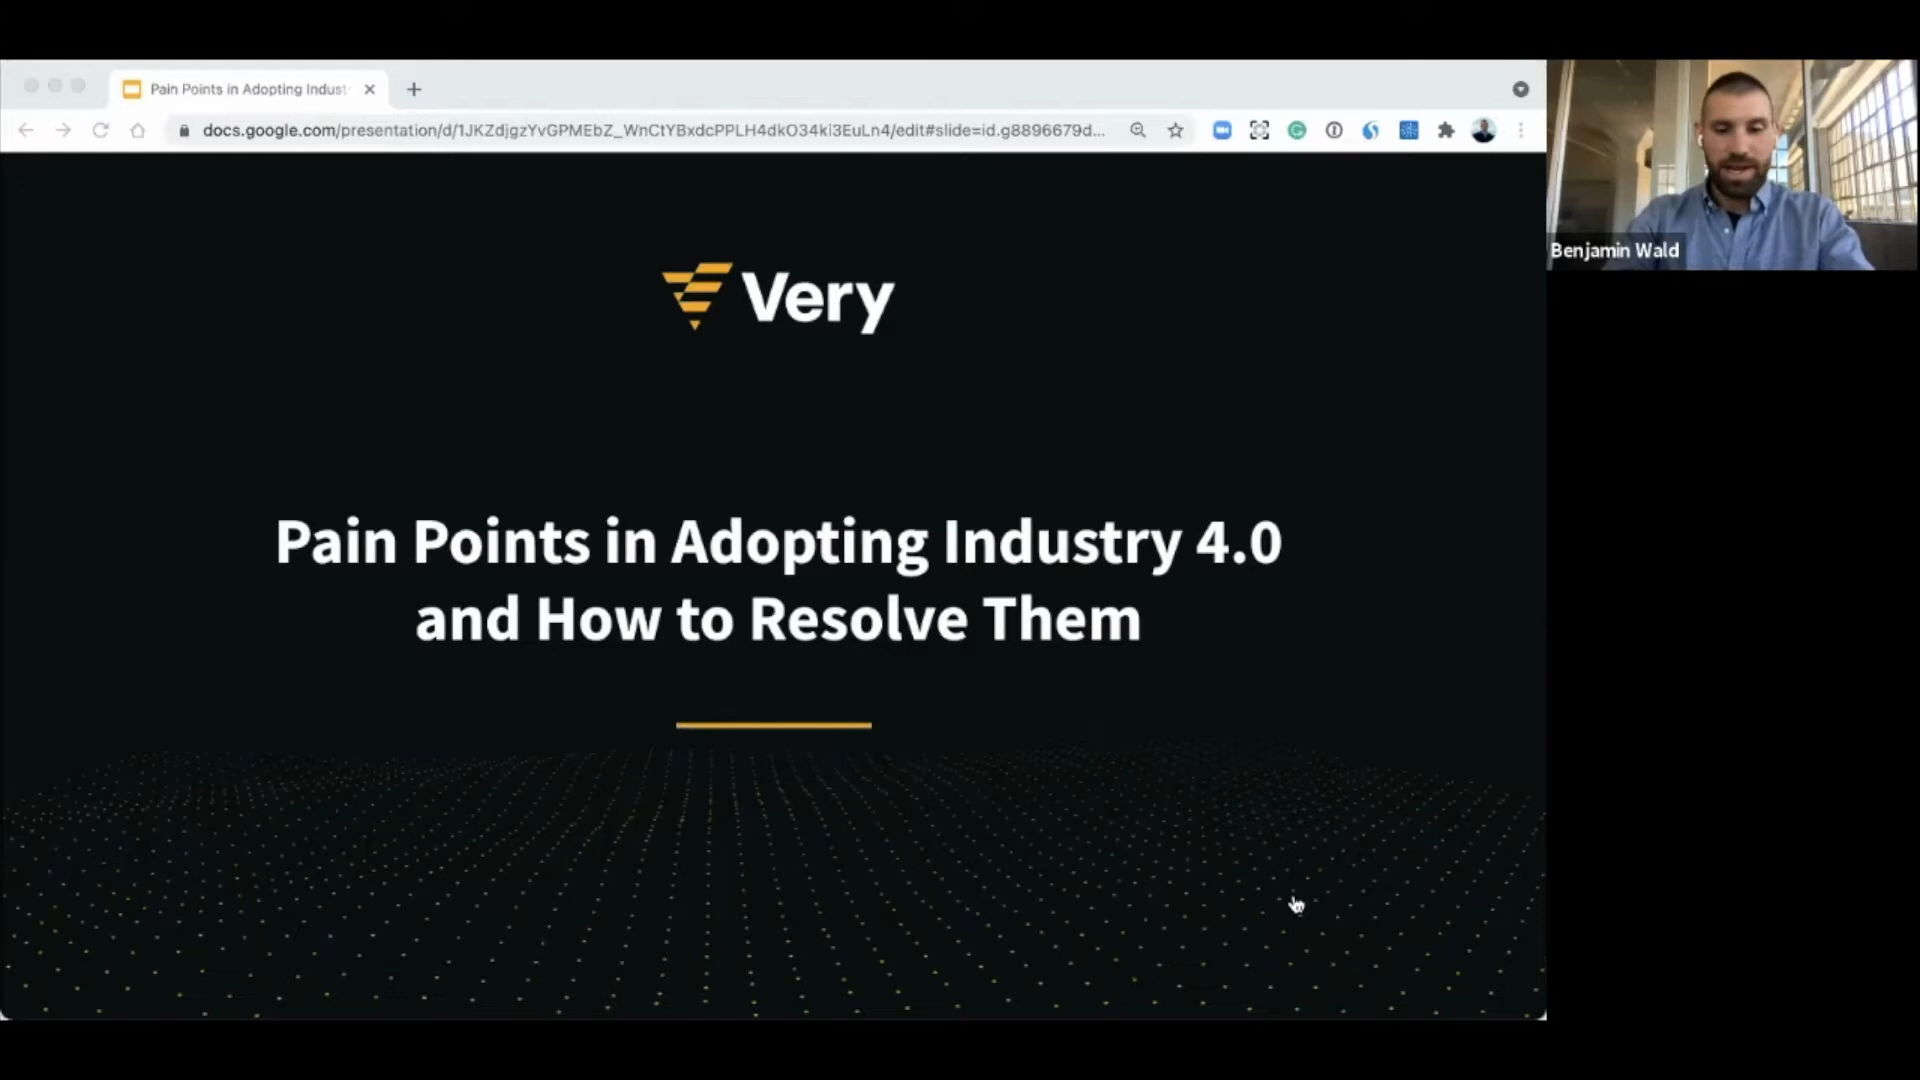 Pain Points in Adopting Indust
docs.google.com/presentation/d/1JKZdjgzYvGPMEbZ_WnCtYBxdcPPLH4dkO34ki3EuLn4/edit#slide=id.g8896679d...
Benjamin Wald
Very
Pain Points in Adopting Industry 4.0
and How to Resolve Them